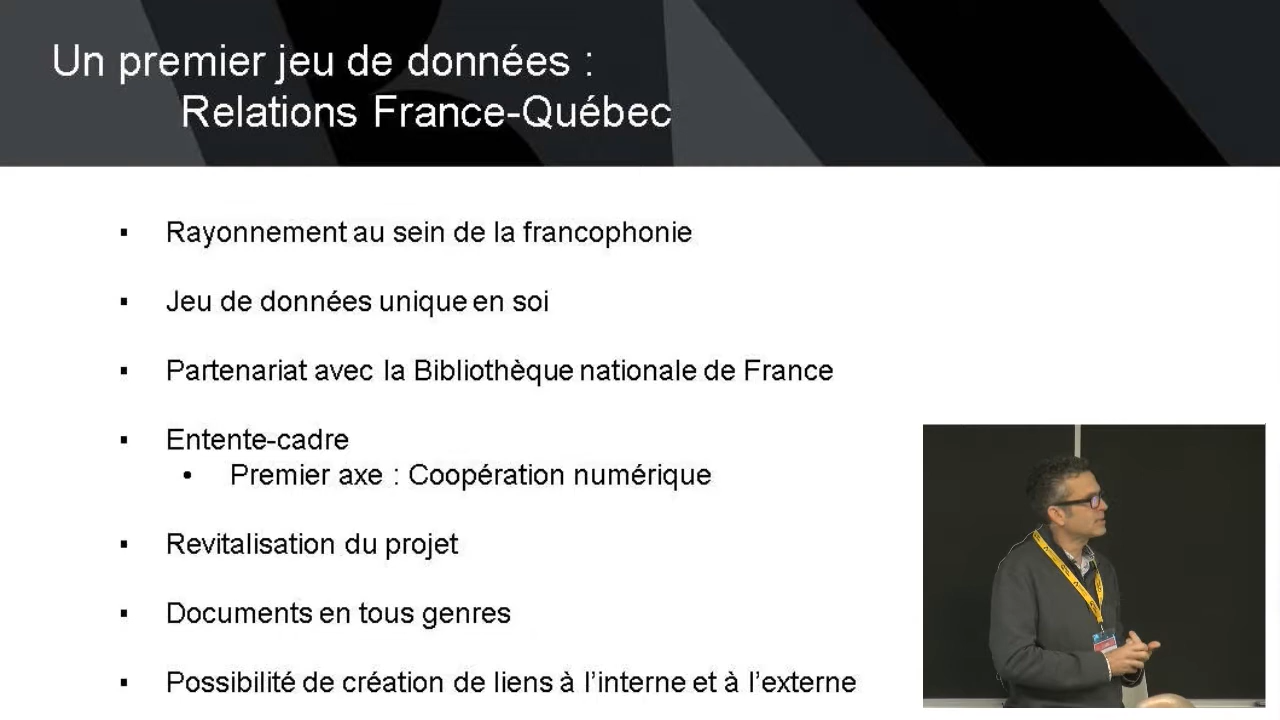 Un premier jeu de données :
Relations France-Québec
▪ Rayonnement au sein de la francophonie
▪ Jeu de données unique en soi
▪ Partenariat avec la Bibliothèque nationale de France
▪ Entente-cadre
• Premier axe : Coopération numérique
▪ Revitalisation du projet
▪ Documents en tous genres
▪ Possibilité de création de liens à l’interne et à l’externe